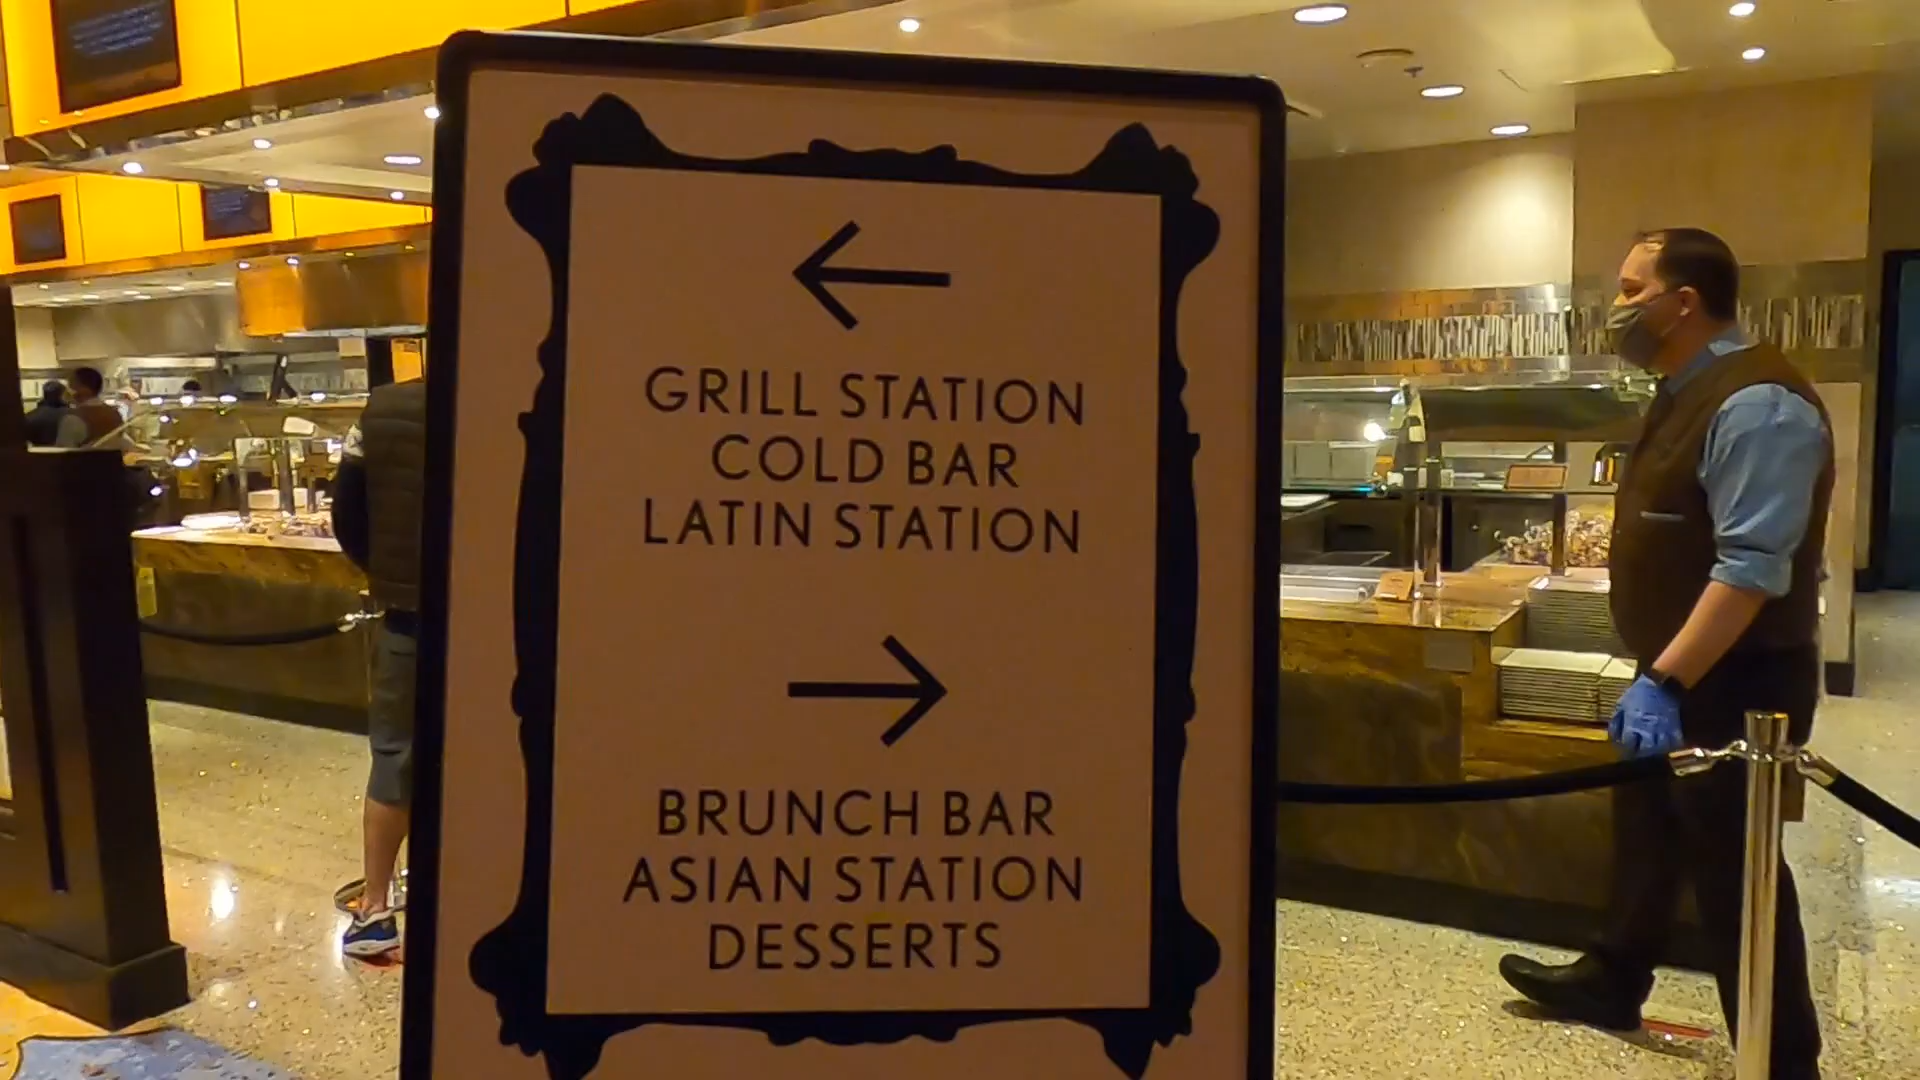 GRILL STATION
COLD BAR
LATIN STATION
BRUNCH BAR
ASIAN STATION
DESSERTS